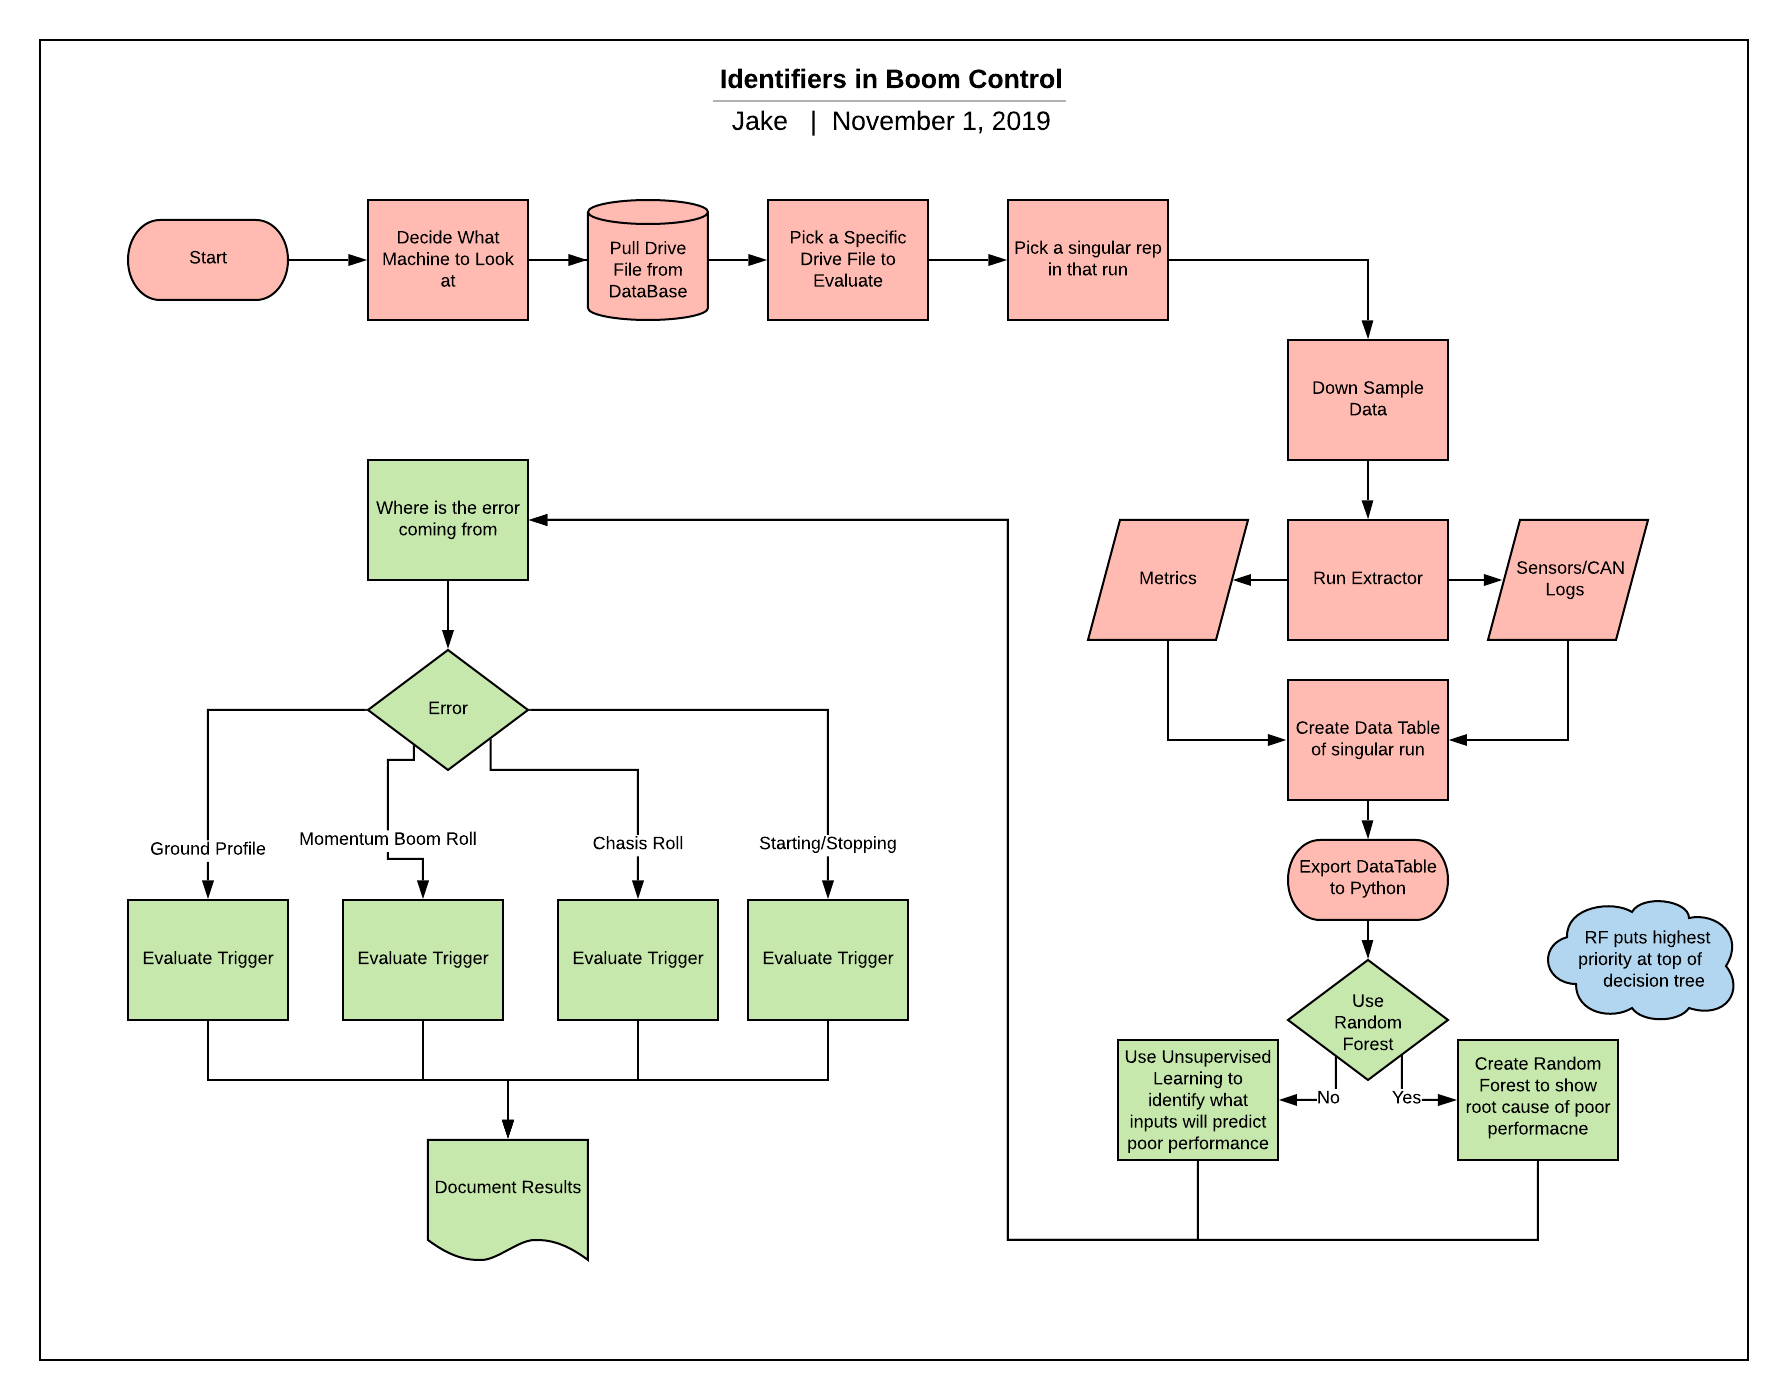 Identifiers in Boom Control
Jake | November 1, 2019
Start
Decide What
Machine to Look
at
Pull Drive
File from
DataBase
Pick a Specific
Drive File to
Evaluate
Pick a singular rep
in that run
Down Sample
Data
Where is the error
coming from
Metrics
Run Extractor
Sensors/CAN
Logs
Error
Create Data Table
of singular run
Ground Profile
Momentum Boom Roll
Chasis Roll
Starting/Stopping
Export DataTable
to Python
Evaluate Trigger
Evaluate Trigger
Evaluate Trigger
Evaluate Trigger
RF puts highest
priority at top of
decision tree
Use
Random
Forest
Use Unsupervised
Learning to
identify what
inputs will predict
poor performance
No
Yes
Create Random
Forest to show
root cause of poor
performacne
Document Results